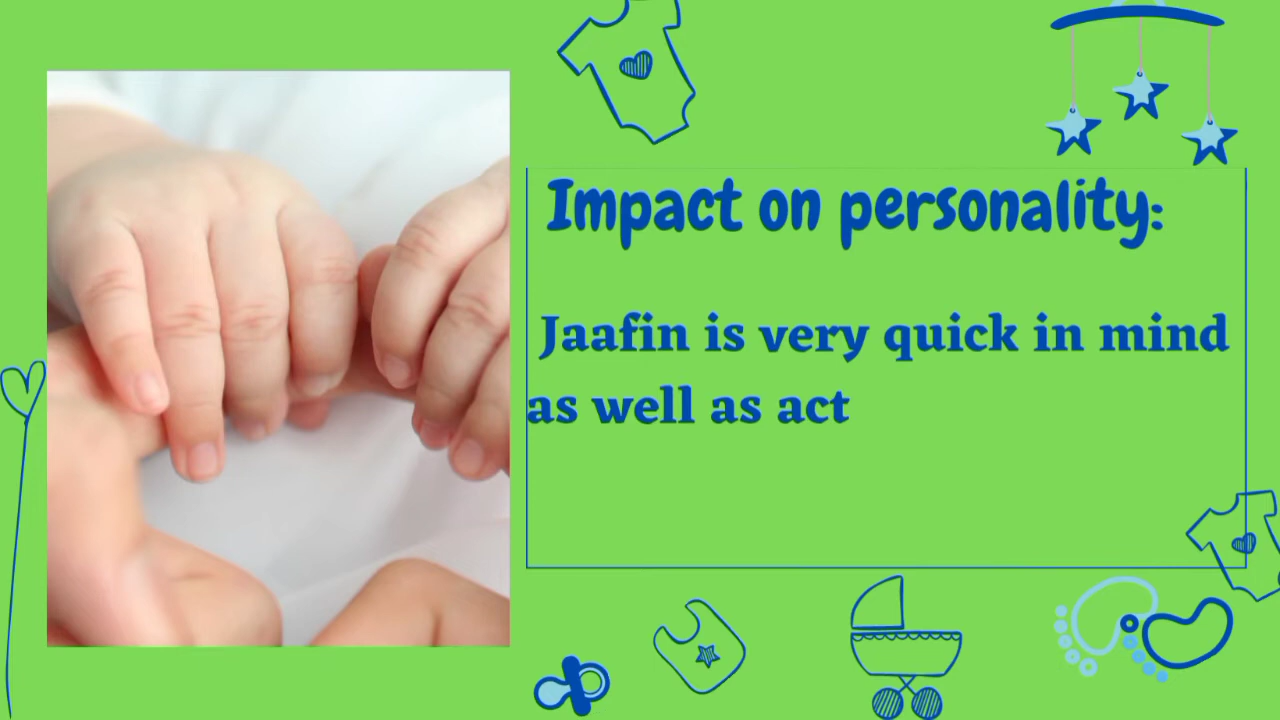 Impact on personality:
Jaafin is very quick in mind
as well as act